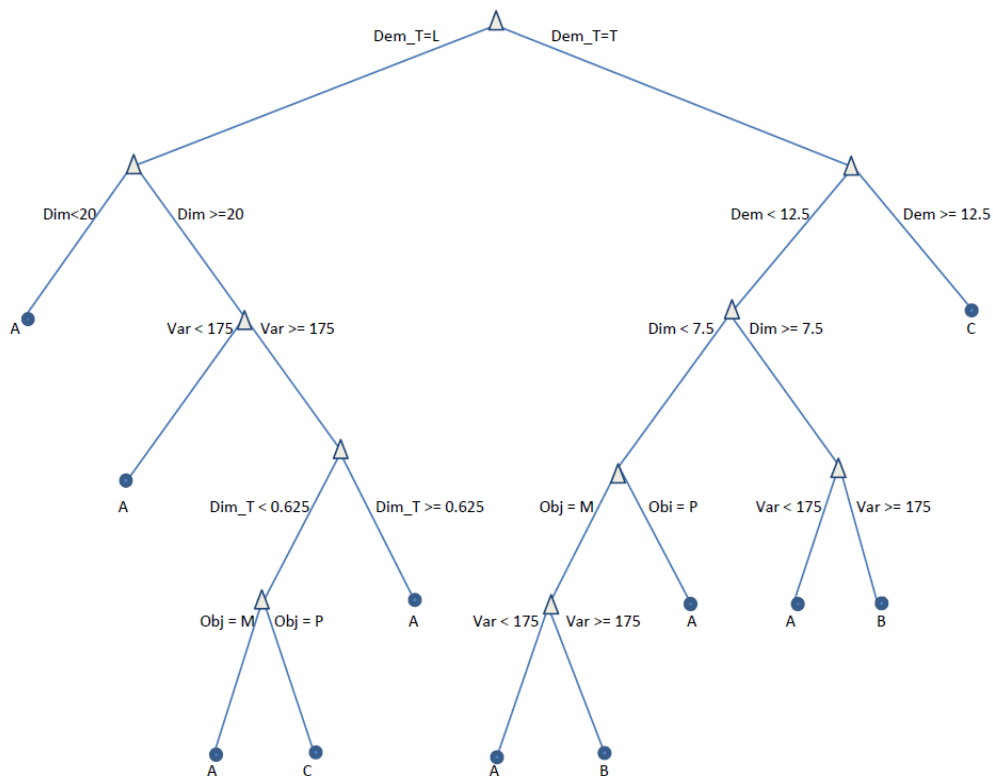 Dem_T=L
Dem_T=T
Dim<20
Dim >=20
Dem < 12.5
Dem >= 12.5
A
Var < 175
Var >= 175
Dim < 7.5
Dim >= 7.5
C
A
Dim_T < 0.625
Dim_T >= 0.625
Obj = M
Obi = P
Var < 175
Var >= 175
Obj = M
Obj = P
A
Var < 175
Var >= 175
A
A
B
A
C
A
B